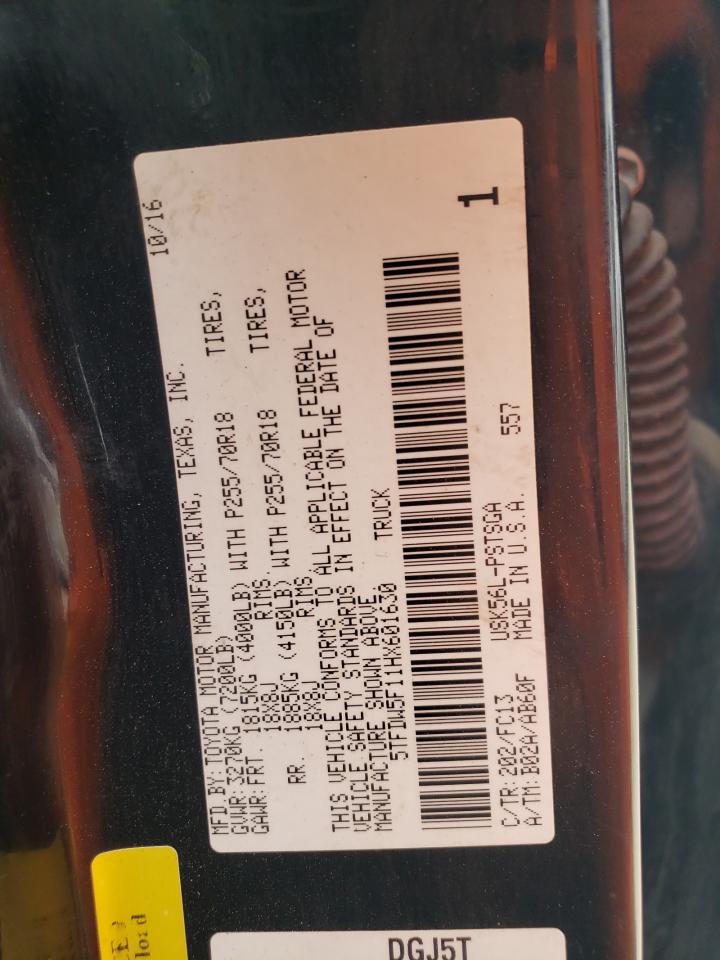 10/16
MFD BY: TOYOTA MOTOR MANUFACTURING, TEXAS, INC.
GVWR: 3270KG (7200LB)
GAWR: FRT. 1815KG (4000LB) WITH P255/70R18 TIRES,
18X8J RIMS
RR. 1885KG (4150LB) WITH P255/70R18 TIRES,
18X8J RIMS
THIS VEHICLE CONFORMS TO ALL APPLICABLE FEDERAL MOTOR
VEHICLE SAFETY STANDARDS IN EFFECT ON THE DATE OF
MANUFACTURE SHOWN ABOVE.
5TFDW5F11HX601630 TRUCK
1
C/TR: 202/FC13 USK56L-PSTSGA
A/TM: B02A/AB60F MADE IN U.S.A. 557
DGJ5T